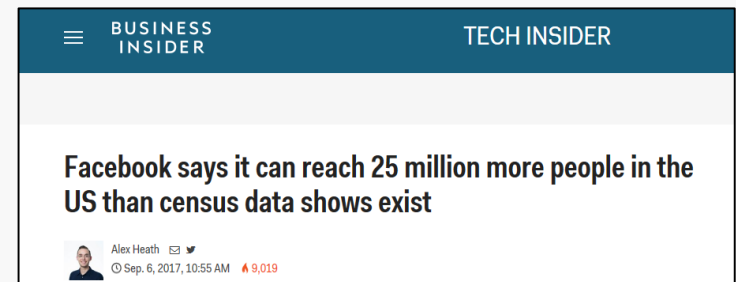 BUSINESS
INSIDER
TECH INSIDER
Facebook says it can reach 25 million more people in the
US than census data shows exist
Alex Heath
Sep. 6, 2017, 10:55 AM 9,019